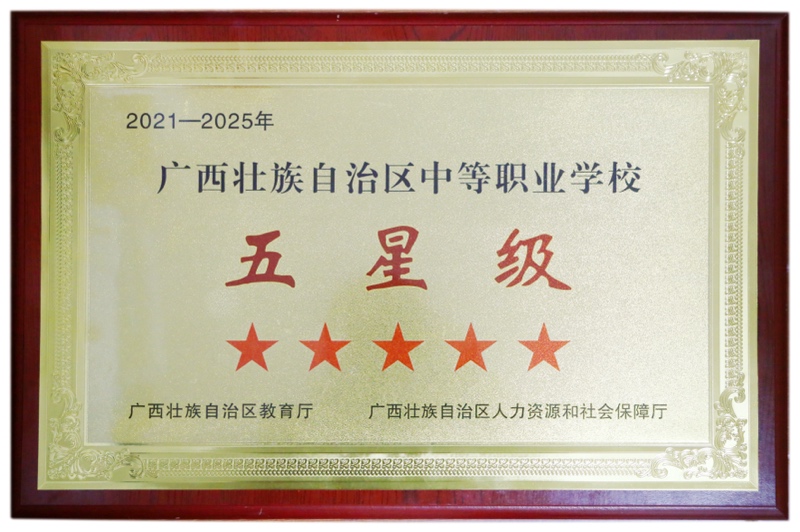 2021—2025年
广西壮族自治区中等职业学校
五星级
广西壮族自治区教育厅 广西壮族自治区人力资源和社会保障厅